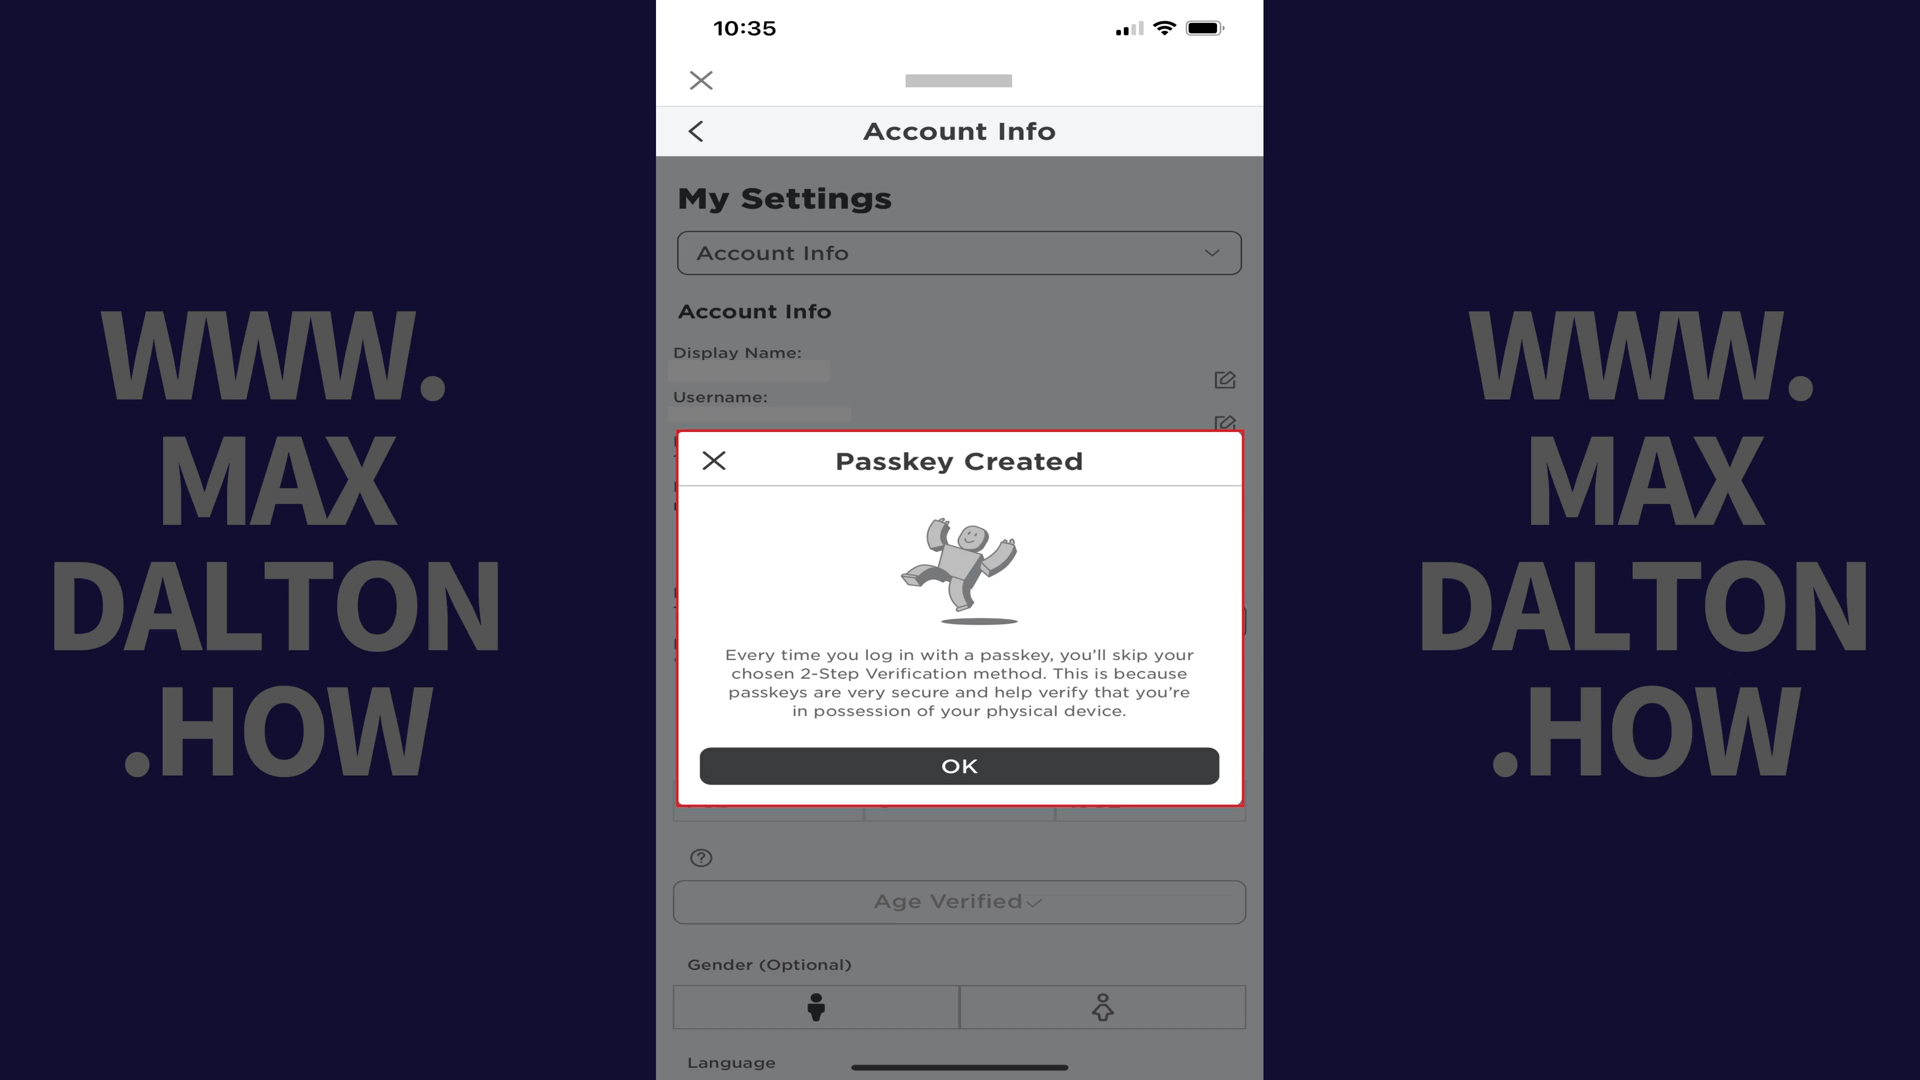 WWW.
MAX
DALTON
.HOW
10:35
Account Info
My Settings
Account Info
Account Info
Display Name:
Username:
Passkey Created
Every time you log in with a passkey, you'll skip your
chosen 2-Step Verification method. This is because
passkeys are very secure and help verify that you're
in possession of your physical device.
OK
Age Verified
Gender (Optional)
Language
WWW.
MAX
DALTON
.HOW